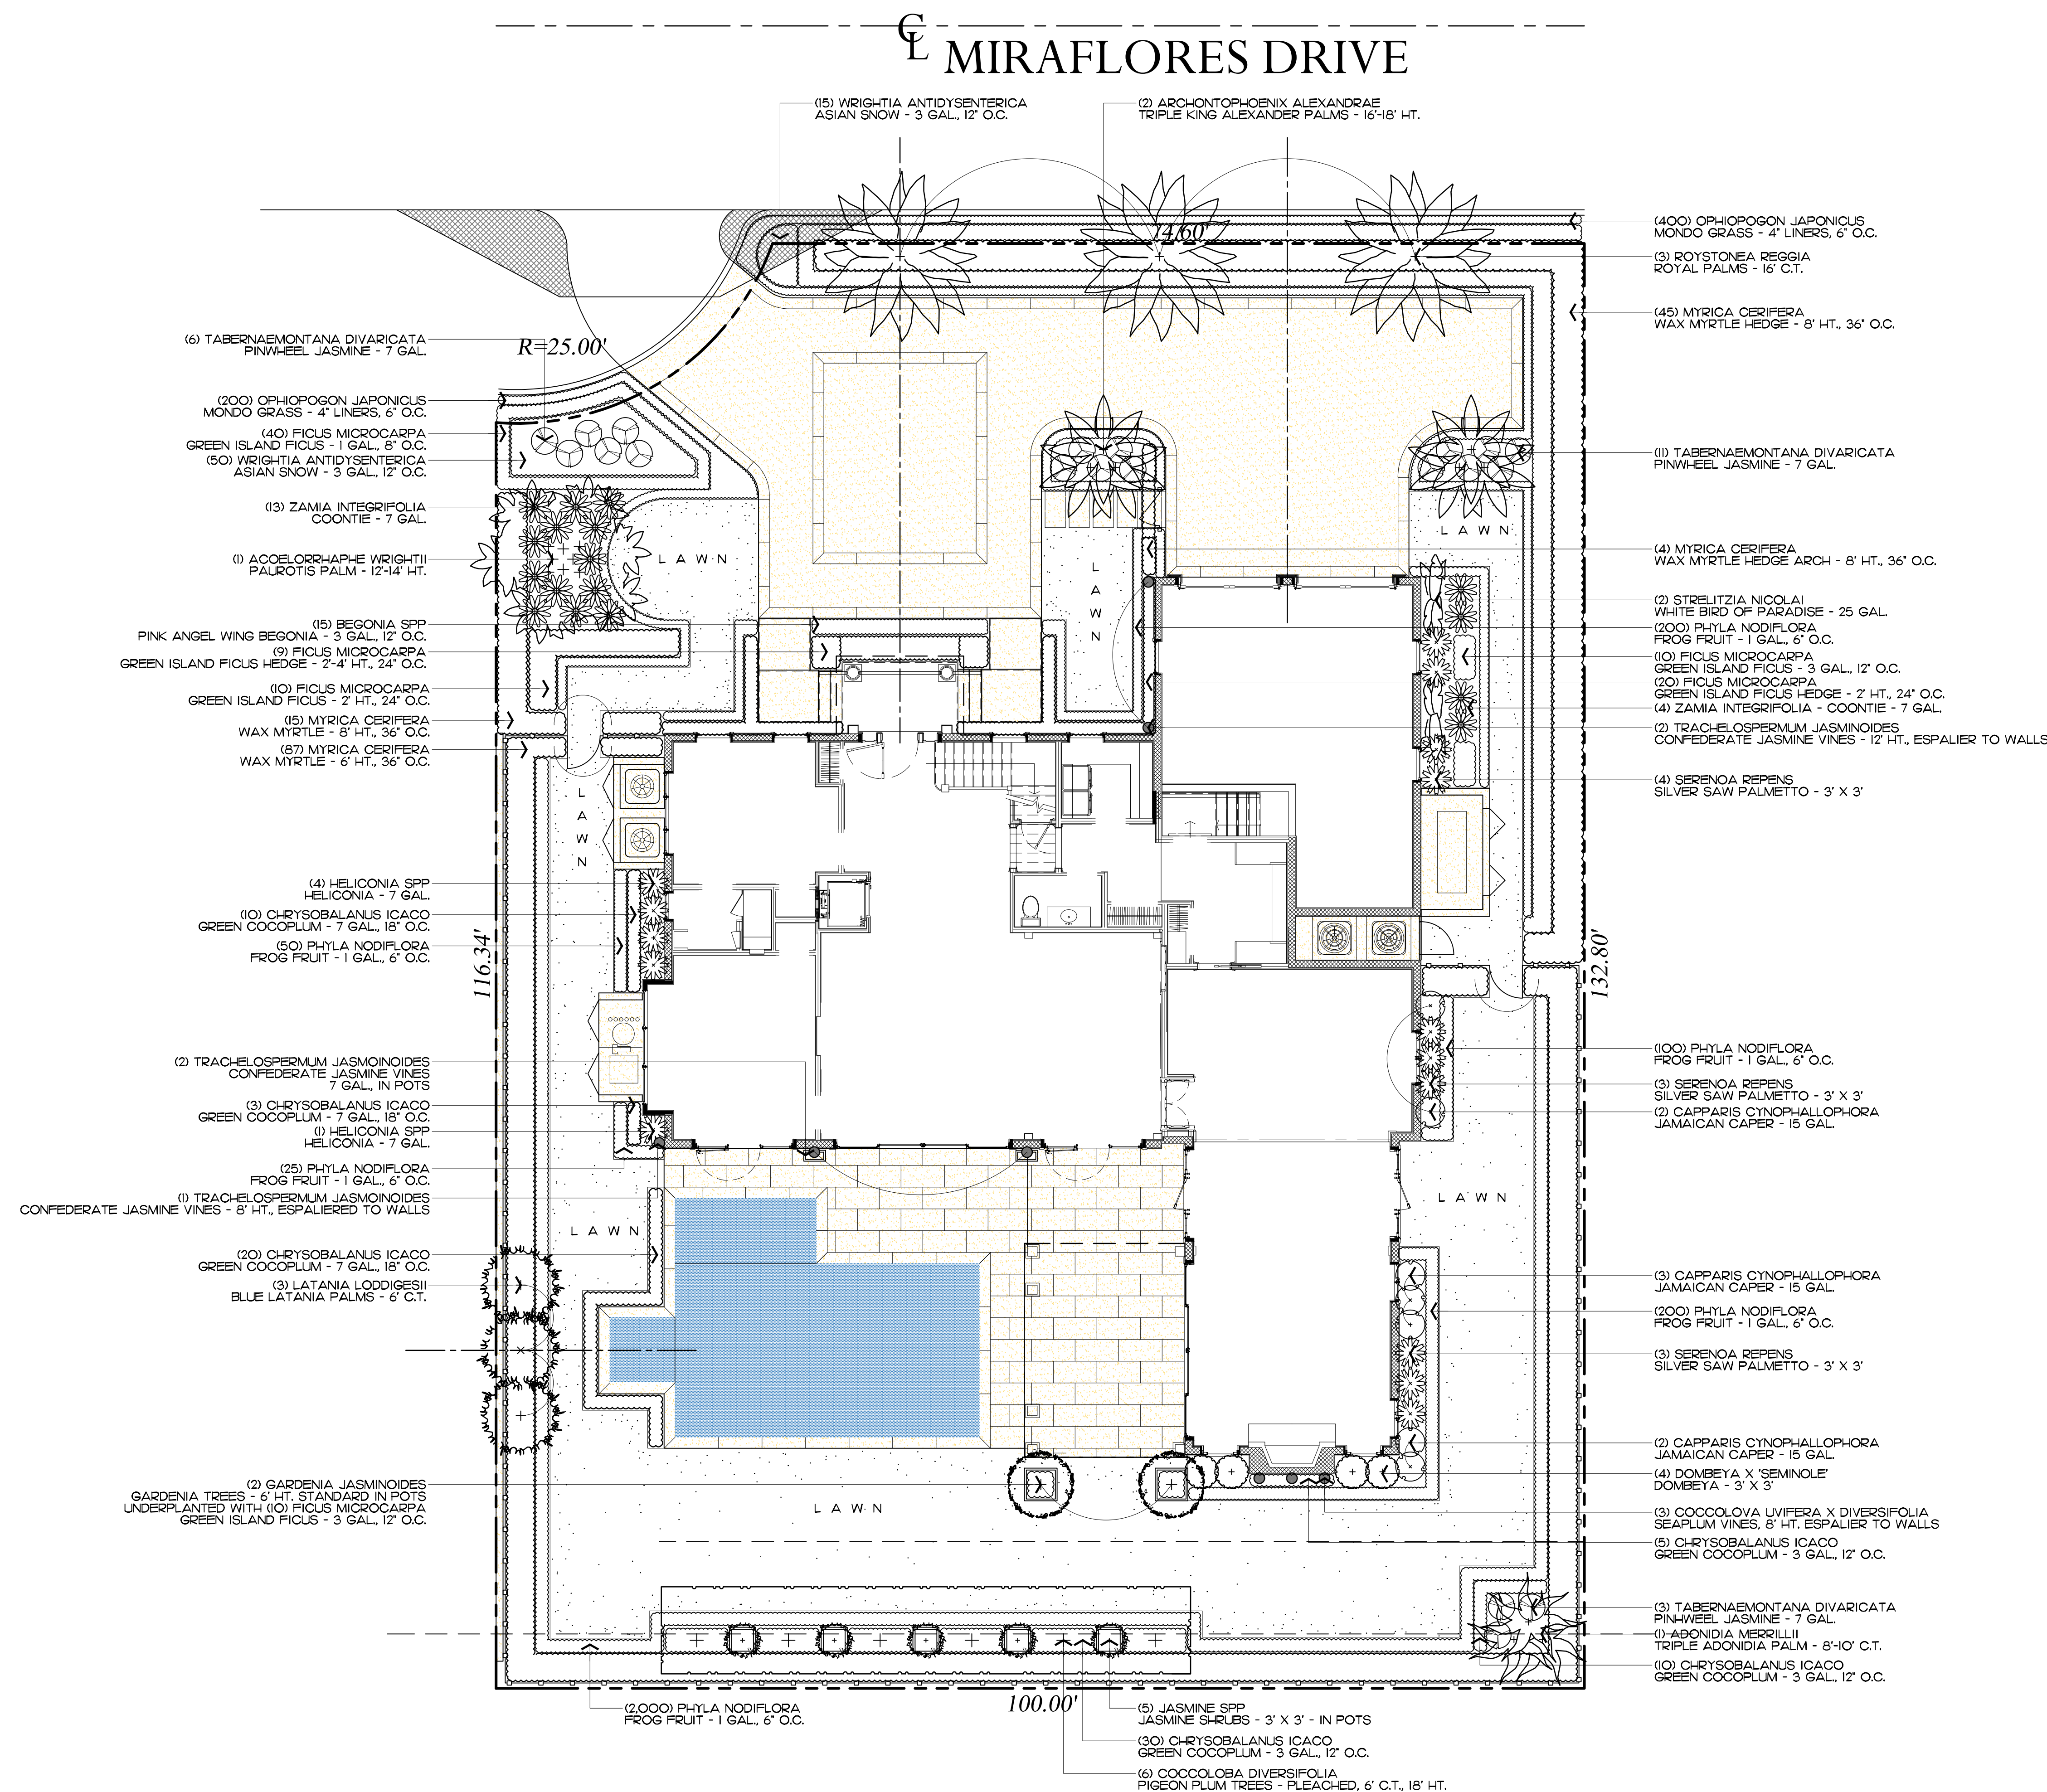 CL MIRAFLORES DRIVE
(15) WRIGHTIA ANTIDYSENTERICA
ASIAN SNOW - 3 GAL., 12" O.C.
(2) ARCHONTOPHOENIX ALEXANDRAE
TRIPLE KING ALEXANDER PALMS - 16'-18' HT.
14.60'
R=25.00'
(6) TABERNAEMONTANA DIVARICATA
PINWHEEL JASMINE - 7 GAL.
(200) OPHIOPOGON JAPONICUS
MONDO GRASS - 4" LINERS, 6" O.C.
(40) FICUS MICROCARPA
GREEN ISLAND FICUS - 1 GAL., 8" O.C.
(50) WRIGHTIA ANTIDYSENTERICA
ASIAN SNOW - 3 GAL., 12" O.C.
(13) ZAMIA INTEGRIFOLIA
COONTIE - 7 GAL.
(1) ACOELORRHAPHE WRIGHTII
PAUROTIS PALM - 12'-14' HT.
(15) BEGONIA SPP
PINK ANGEL WING BEGONIA - 3 GAL., 12" O.C.
(9) FICUS MICROCARPA
GREEN ISLAND FICUS HEDGE - 2'-4' HT., 24" O.C.
(10) FICUS MICROCARPA
GREEN ISLAND FICUS - 2' HT., 24" O.C.
(15) MYRICA CERIFERA
WAX MYRTLE - 8' HT., 36" O.C.
(87) MYRICA CERIFERA
WAX MYRTLE - 6' HT., 36" O.C.
(4) HELICONIA SPP
HELICONIA - 7 GAL.
(10) CHRYSOBALANUS ICACO
GREEN COCOPLUM - 7 GAL., 18" O.C.
(50) PHYLA NODIFLORA
FROG FRUIT - 1 GAL., 6" O.C.
(2) TRACHELOSPERMUM JASMOINOIDES
CONFEDERATE JASMINE VINES
7 GAL., IN POTS
(3) CHRYSOBALANUS ICACO
GREEN COCOPLUM - 7 GAL., 18" O.C.
(1) HELICONIA SPP
HELICONIA - 7 GAL.
(25) PHYLA NODIFLORA
FROG FRUIT - 1 GAL., 6" O.C.
(1) TRACHELOSPERMUM JASMOINOIDES
CONFEDERATE JASMINE VINES - 8' HT., ESPALIERED TO WALLS
(20) CHRYSOBALANUS ICACO
GREEN COCOPLUM - 7 GAL., 18" O.C.
(3) LATANIA LODDIGESII
BLUE LATANIA PALMS - 6' C.T.
(2) GARDENIA JASMINOIDES
GARDENIA TREES - 6' HT. STANDARD IN POTS
UNDERPLANTED WITH (10) FICUS MICROCARPA
GREEN ISLAND FICUS - 3 GAL., 12" O.C.
LAWN
LAWN
LAWN
LAWN
LAWN
LAWN
LAWN
116.34'
132.80'
100.00'
(400) OPHIOPOGON JAPONICUS
MONDO GRASS - 4" LINERS, 6" O.C.
(3) ROYSTONEA REGGIA
ROYAL PALMS - 16' C.T.
(45) MYRICA CERIFERA
WAX MYRTLE HEDGE - 8' HT., 36" O.C.
(11) TABERNAEMONTANA DIVARICATA
PINWHEEL JASMINE - 7 GAL.
(4) MYRICA CERIFERA
WAX MYRTLE HEDGE ARCH - 8' HT., 36" O.C.
(2) STRELITZIA NICOLAI
WHITE BIRD OF PARADISE - 25 GAL.
(200) PHYLA NODIFLORA
FROG FRUIT - 1 GAL., 6" O.C.
(10) FICUS MICROCARPA
GREEN ISLAND FICUS - 3 GAL., 12" O.C.
(20) FICUS MICROCARPA
GREEN ISLAND FICUS HEDGE - 2' HT., 24" O.C.
(4) ZAMIA INTEGRIFOLIA - COONTIE - 7 GAL.
(2) TRACHELOSPERMUM JASMINOIDES
CONFEDERATE JASMINE VINES - 12' HT., ESPALIER TO WALLS
(4) SERENOA REPENS
SILVER SAW PALMETTO - 3' X 3'
(100) PHYLA NODIFLORA
FROG FRUIT - 1 GAL., 6" O.C.
(3) SERENOA REPENS
SILVER SAW PALMETTO - 3' X 3'
(2) CAPPARIS CYNOPHALLOPHORA
JAMAICAN CAPER - 15 GAL.
(3) CAPPARIS CYNOPHALLOPHORA
JAMAICAN CAPER - 15 GAL.
(200) PHYLA NODIFLORA
FROG FRUIT - 1 GAL., 6" O.C.
(3) SERENOA REPENS
SILVER SAW PALMETTO - 3' X 3'
(2) CAPPARIS CYNOPHALLOPHORA
JAMAICAN CAPER - 15 GAL.
(4) DOMBEYA X 'SEMINOLE'
DOMBEYA - 3' X 3'
(3) COCCOLOVA UVIFERA X DIVERSIFOLIA
SEAPLUM VINES, 8' HT. ESPALIER TO WALLS
(5) CHRYSOBALANUS ICACO
GREEN COCOPLUM - 3 GAL., 12" O.C.
(3) TABERNAEMONTANA DIVARICATA
PINHWEEL JASMINE - 7 GAL.
(1) ADONIDIA MERRILLII
TRIPLE ADONIDIA PALM - 8'-10' C.T.
(10) CHRYSOBALANUS ICACO
GREEN COCOPLUM - 3 GAL., 12" O.C.
(2,000) PHYLA NODIFLORA
FROG FRUIT - 1 GAL., 6" O.C.
(5) JASMINE SPP
JASMINE SHRUBS - 3' X 3' - IN POTS
(30) CHRYSOBALANUS ICACO
GREEN COCOPLUM - 3 GAL., 12" O.C.
(6) COCCOLOBA DIVERSIFOLIA
PIGEON PLUM TREES - PLEACHED, 6' C.T., 18' HT.